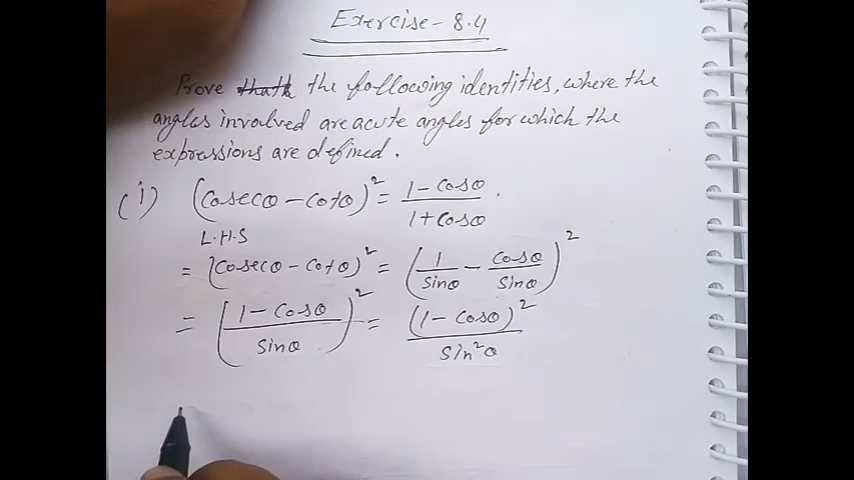 Exercise - 8.4
Prove that the following identities, where the
angles involved are acute angles for which the
expressions are defined.
(i) (cosecθ - cotθ)² = (1 - cosθ)/(1 + cosθ).
L.H.S
= (cosecθ - cotθ)² = (1/sinθ - cosθ/sinθ)²
= ((1 - cosθ)/sinθ)² = (1 - cosθ)²/sin²θ